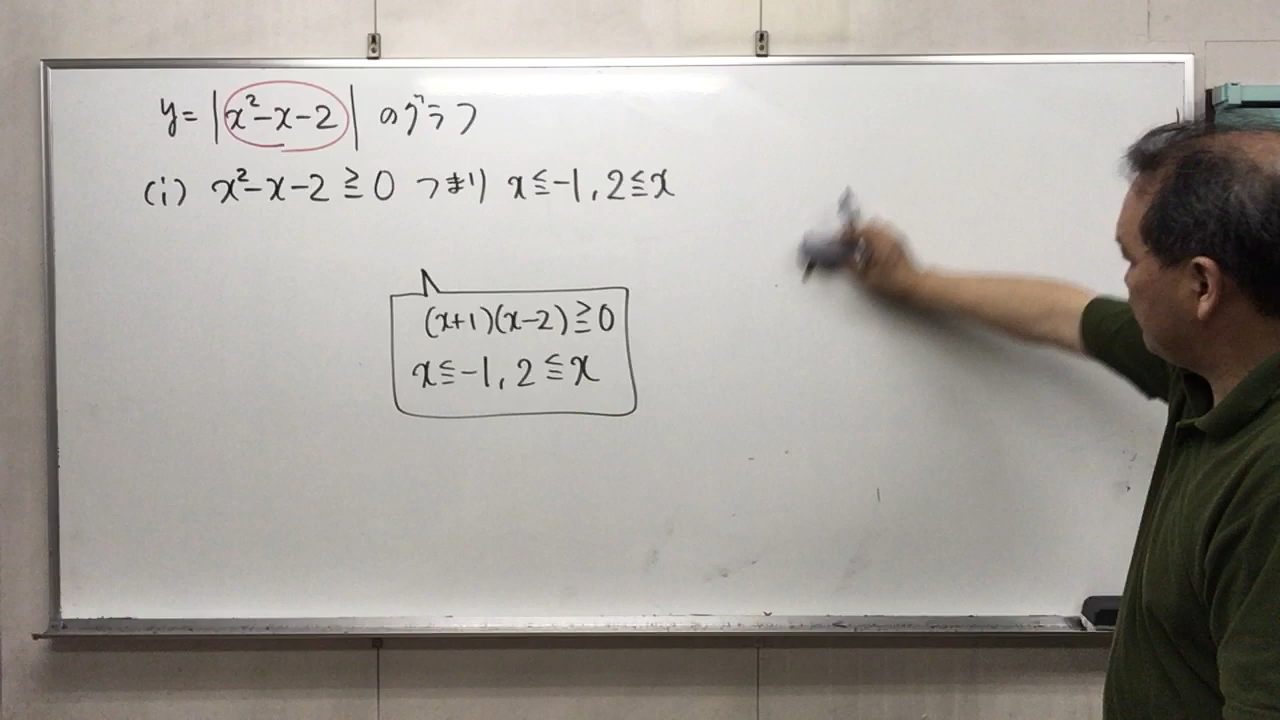 y= |x²-x-2| のグラフ
(i) x²-x-2≧0 つまり x≦-1, 2≦x
(x+1)(x-2)≧0
x≦-1, 2≦x